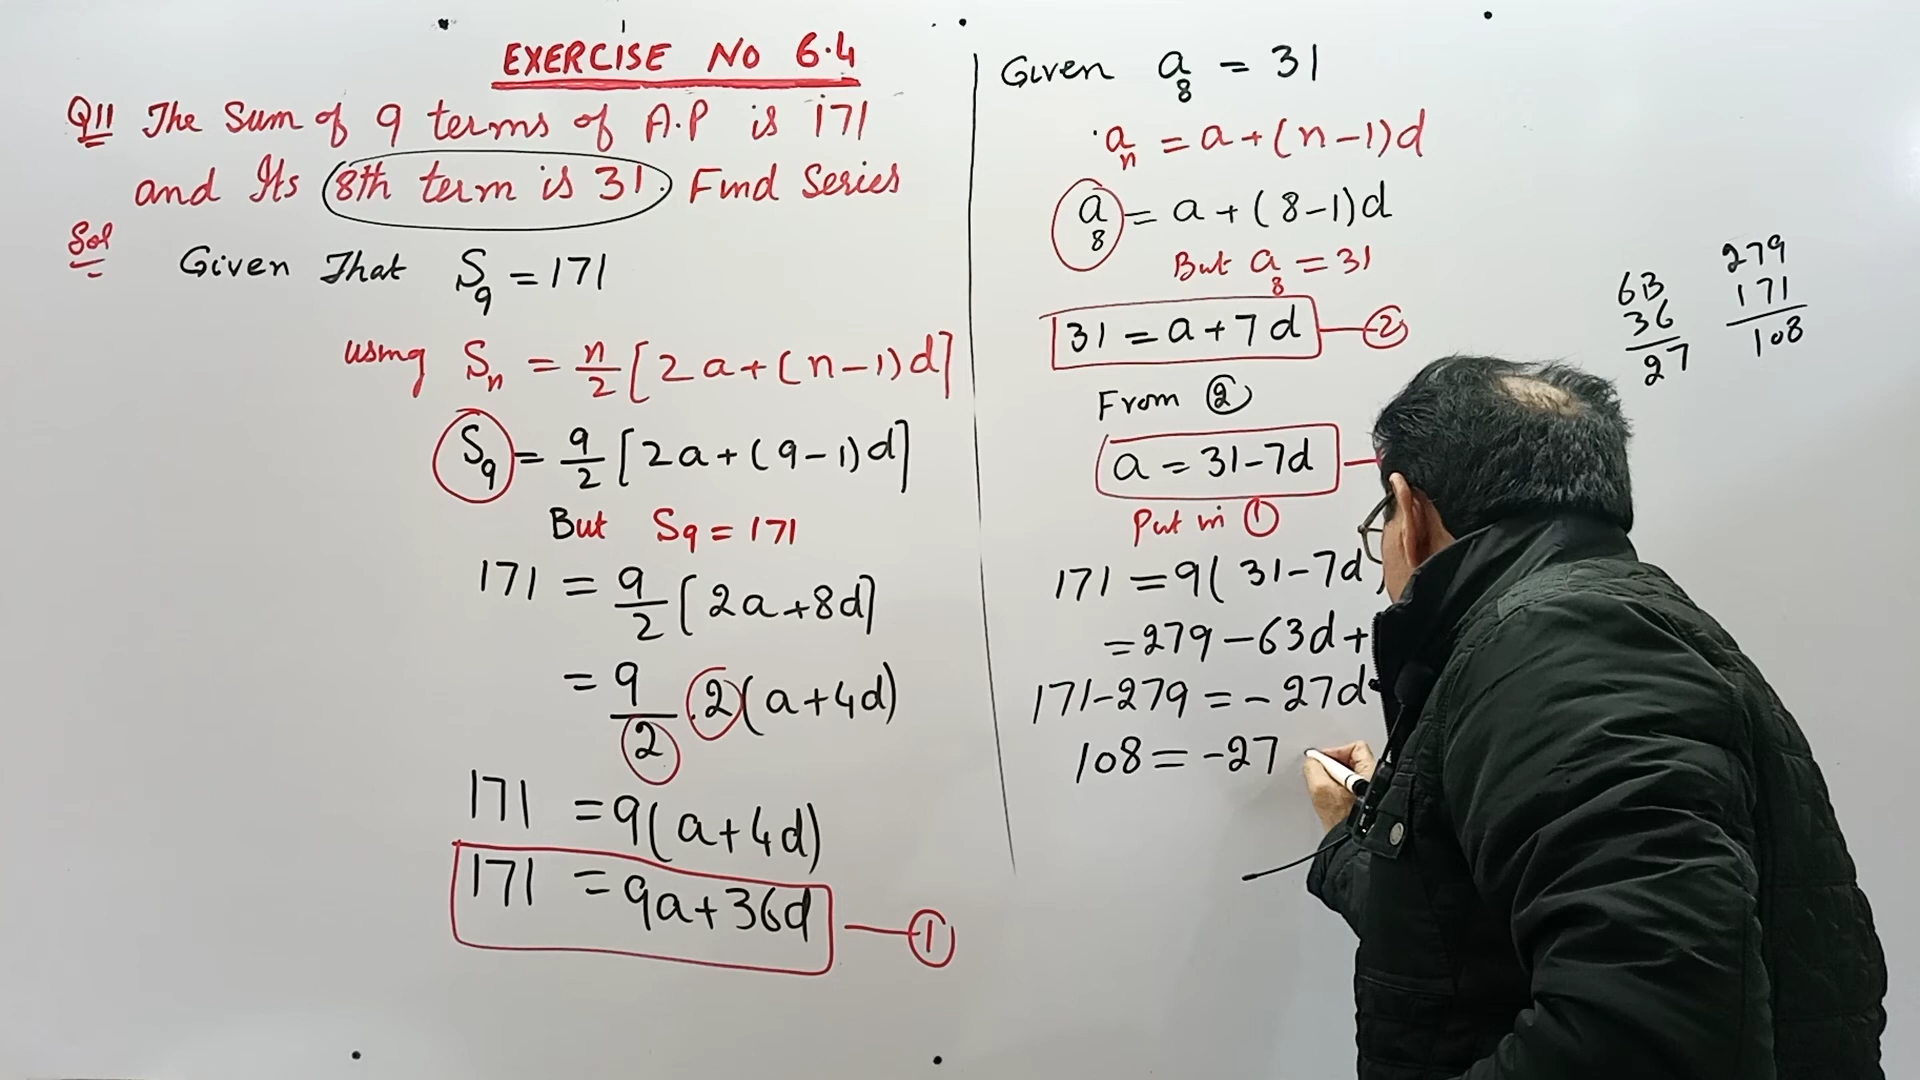 EXERCISE NO 6.4
Q11 The Sum of 9 terms of A.P is 171
and Its 8th term is 31. Find Series
Sol
Given That S₉ = 171
using Sₙ = n/2 [2a+(n-1)d]
S₉ = 9/2 [2a+(9-1)d]
But S₉ = 171
171 = 9/2 [2a+8d]
= 9/2 . 2(a+4d)
171 = 9(a+4d)
171 = 9a+36d — ①
Given a₈ = 31
aₙ = a+(n-1)d
a₈ = a+(8-1)d
But a₈ = 31
31 = a+7d — ②
From ②
a = 31-7d
Put in ①
171 = 9(31-7d)
= 279-63d+
171-279 = -27d
108 = -27
63
36
27
279
171
108